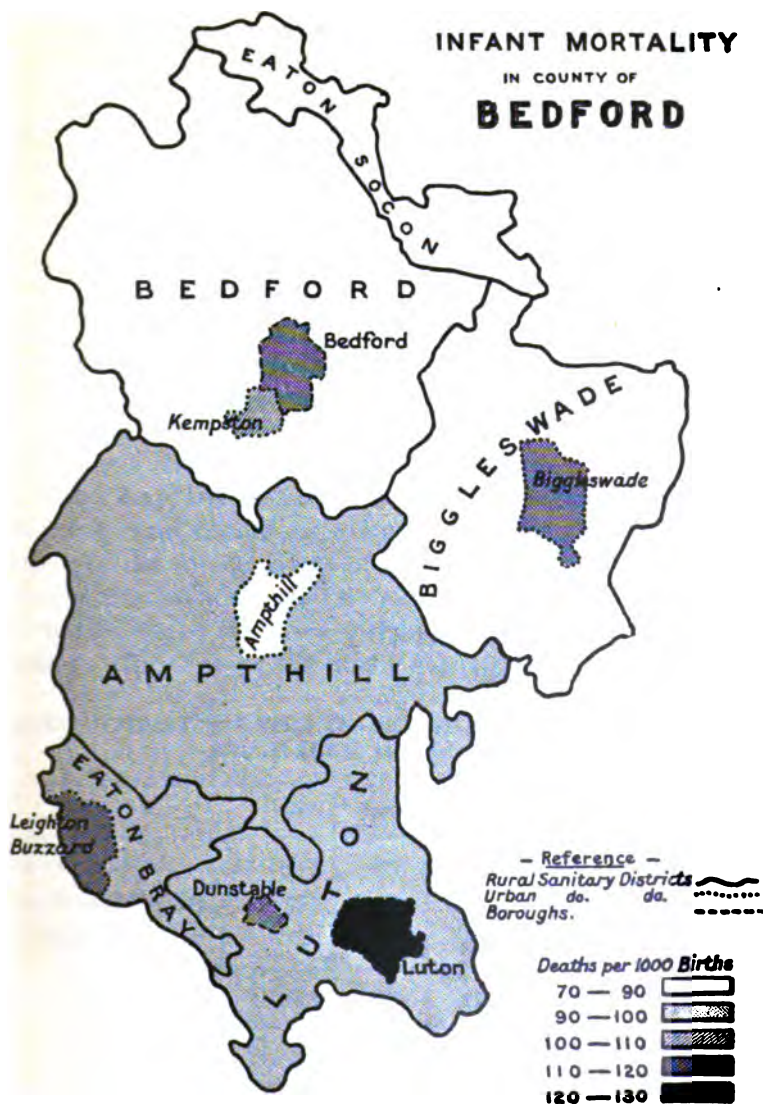 INFANT MORTALITY
IN COUNTY OF
BEDFORD
EATON SOCON
BEDFORD
Bedford
Kempston
BIGGLESWADE
Biggleswade
Ampthill
AMPTHILL
EATON BRAY
Leighton
Buzzard
Dunstable
LUTON
Luton
– Reference –
Rural Sanitary Districts
Urban do. do.
Boroughs.
Deaths per 1000 Births
70 — 90
90 — 100
100 — 110
110 — 120
120 — 130